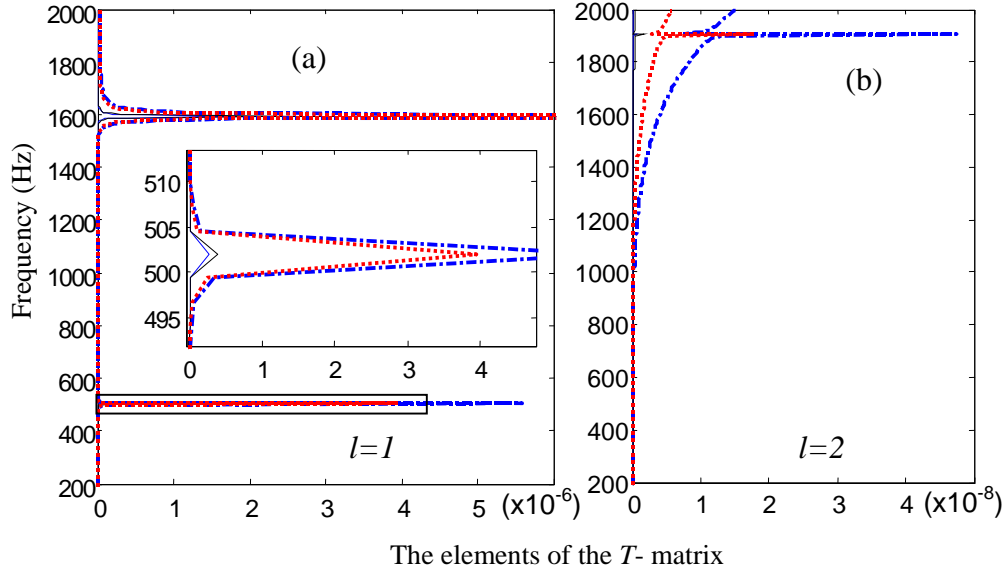 (a)
(b)
Frequency (Hz)
2000
1800
1600
1400
1200
1000
800
600
400
200
510
505
500
495
0 1 2 3 4
l=1
0 1 2 3 4 5 (x10⁻⁶)
2000
1800
1600
1400
1200
1000
800
600
400
200
l=2
0 1 2 3 4 (x10⁻⁸)
The elements of the T- matrix